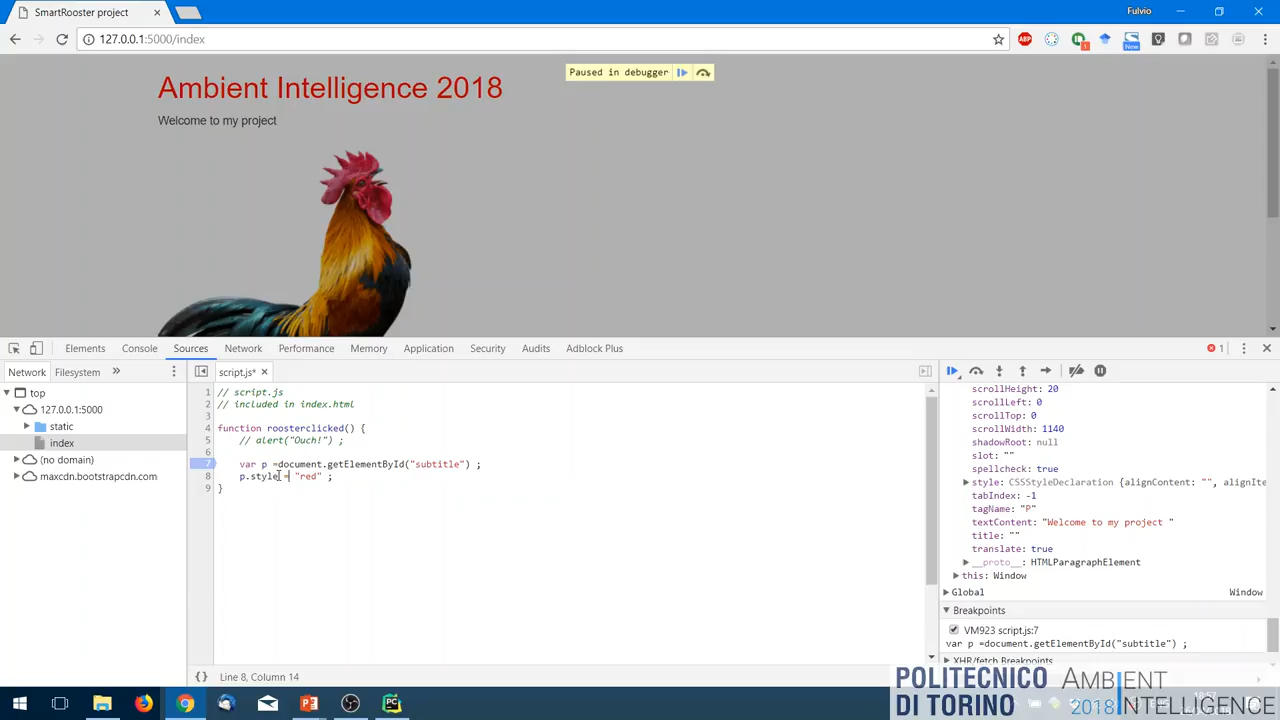 SmartRooster project
Fulvio
127.0.0.1:5000/index
New
Paused in debugger
Ambient Intelligence 2018
Welcome to my project
Elements Console Sources Network Performance Memory Application Security Audits Adblock Plus
1
Network Filesystem »
script.js*
top
127.0.0.1:5000
static
index
(no domain)
maxcdn.bootstrapcdn.com
1 // script.js
2 // included in index.html
3
4 function roosterclicked() {
5 // alert("Ouch!") ;
6
7 var p =document.getElementById("subtitle") ;
8 p.style = "red" ;
9 }
{} Line 8, Column 14
scrollHeight: 20
scrollLeft: 0
scrollTop: 0
scrollWidth: 1140
shadowRoot: null
slot: ""
spellcheck: true
style: CSSStyleDeclaration {alignContent: "", alignIte
tabIndex: -1
tagName: "P"
textContent: "Welcome to my project "
title: ""
translate: true
__proto__: HTMLParagraphElement
this: Window
Global Window
Breakpoints
VM923 script.js:7
var p =document.getElementById("subtitle") ;
XHR/fetch Breakpoints
POLITECNICO
DI TORINO
AMBIENT
2018 INTELLIGENCE